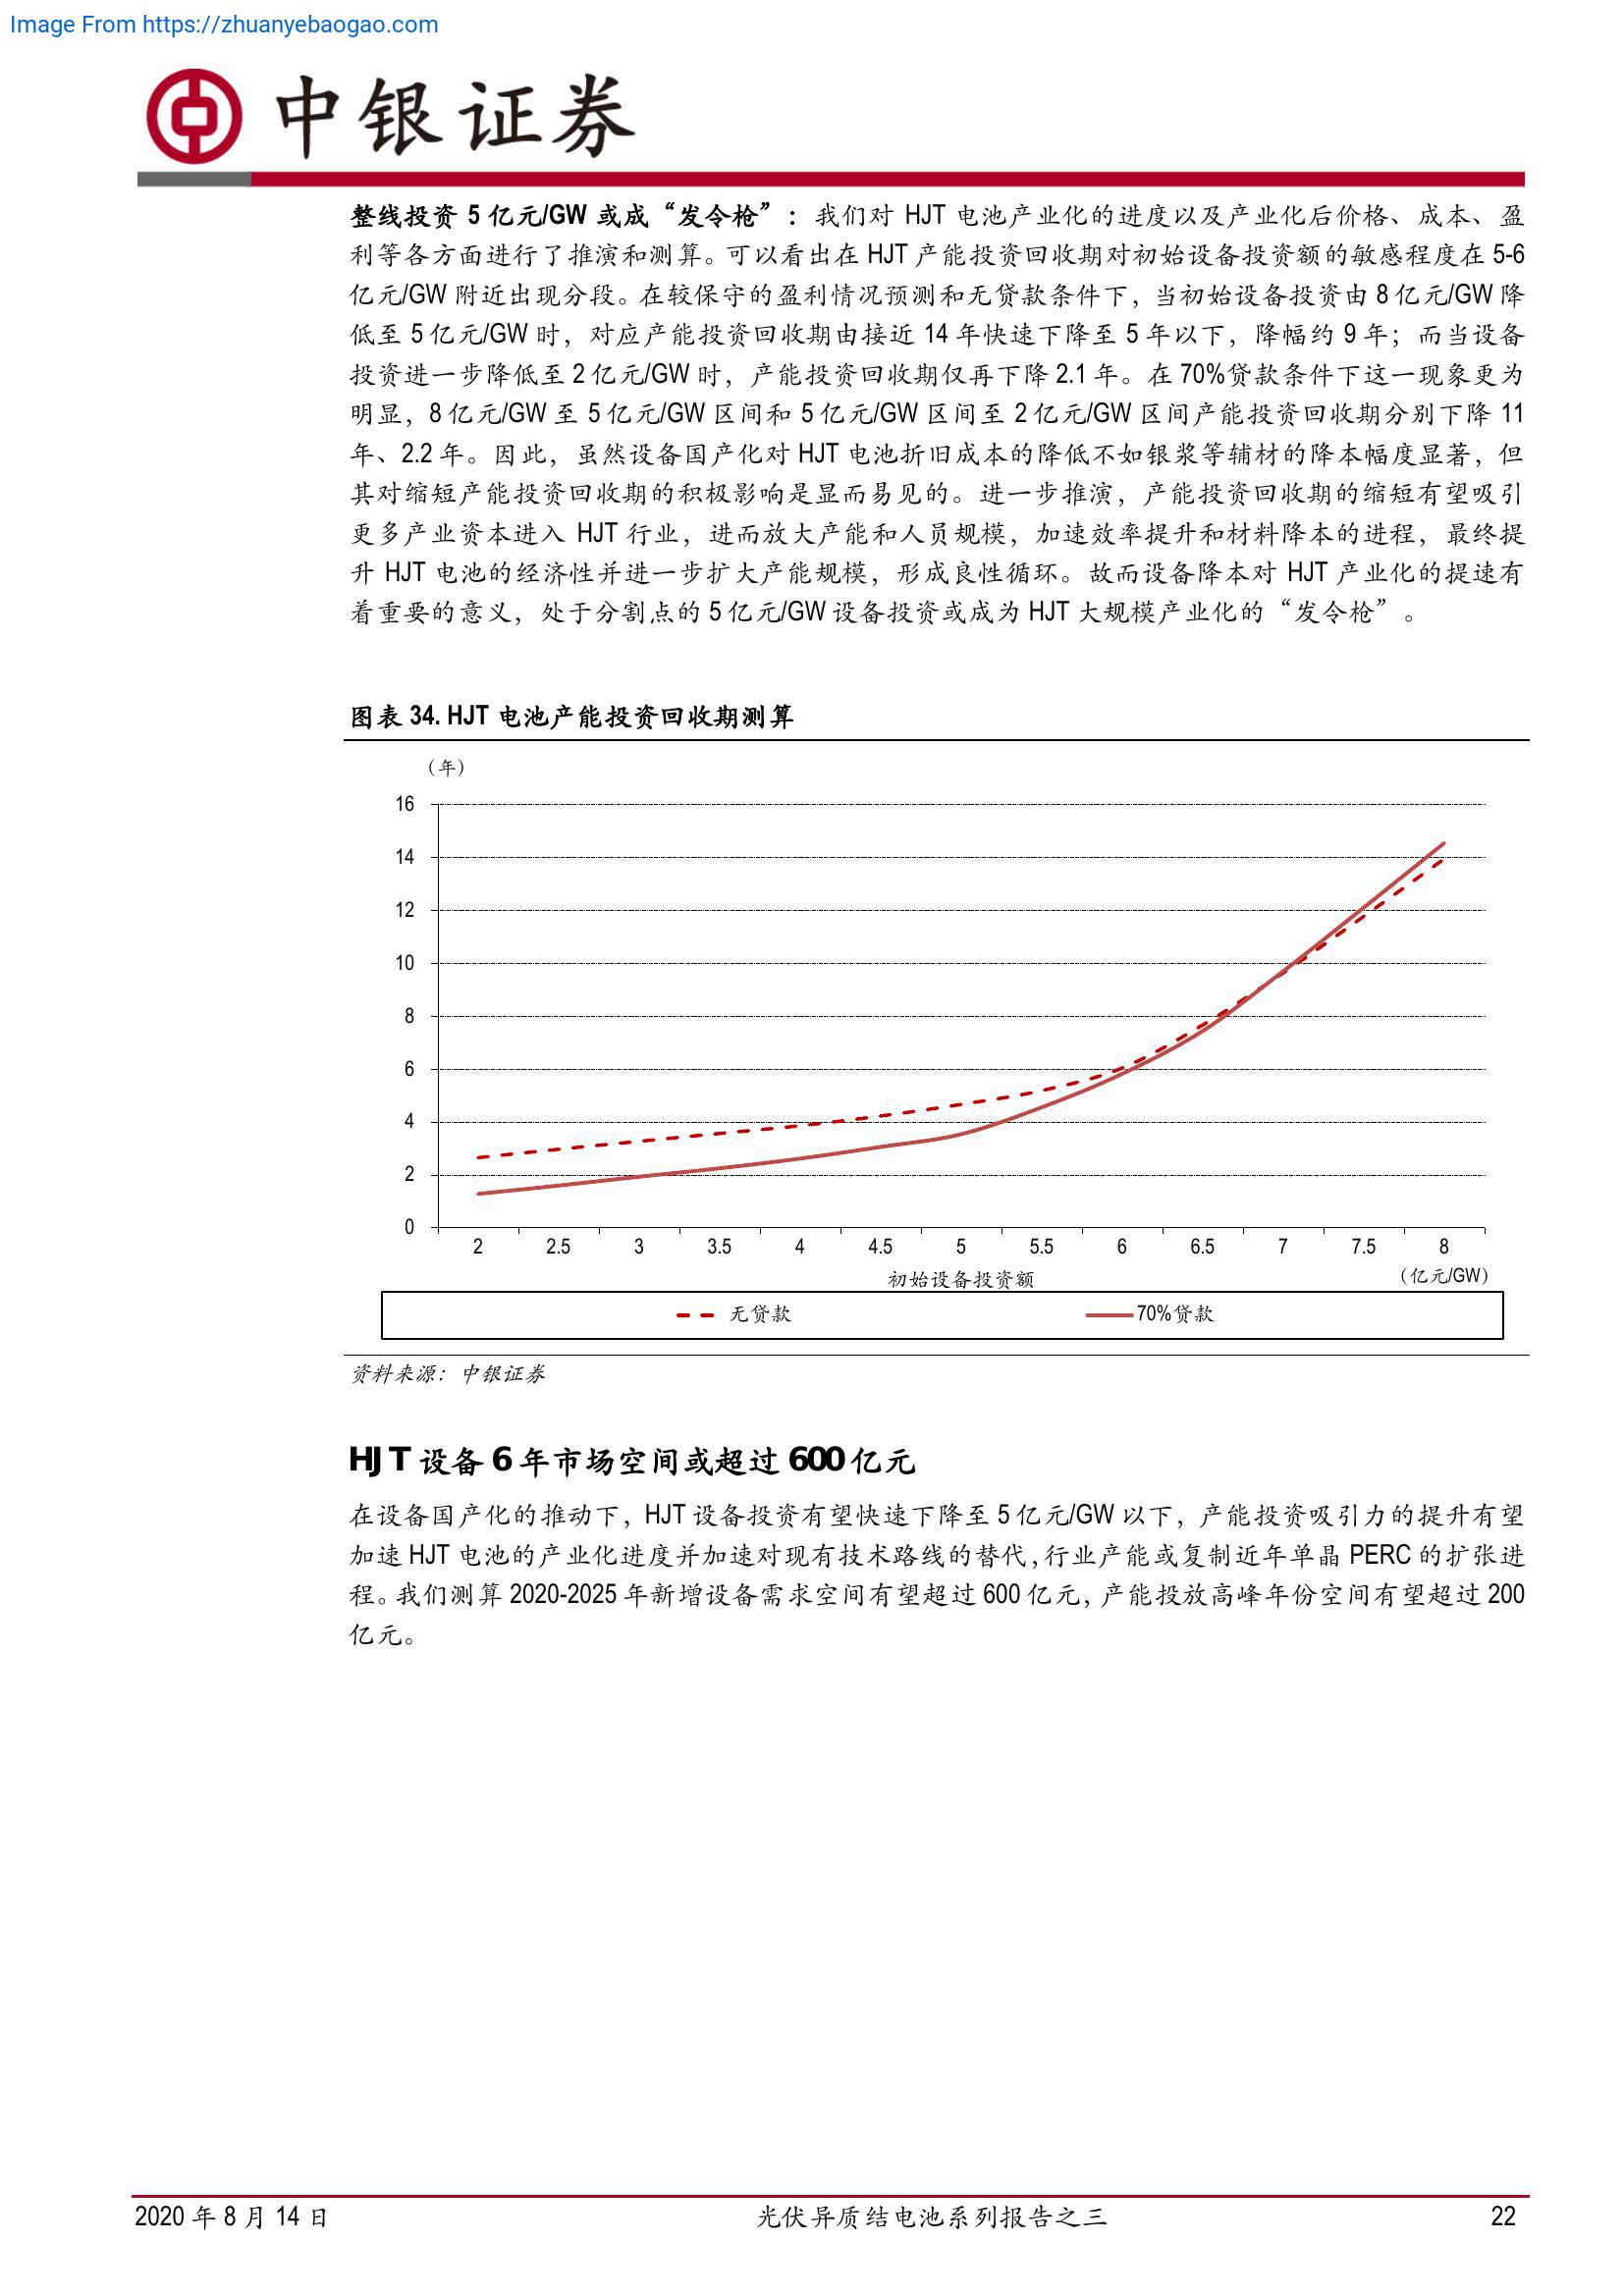 Image From https://zhuanyebaogao.com
中银证券
整线投资 5 亿元/GW 或成“发令枪”：我们对 HJT 电池产业化的进度以及产业化后价格、成本、盈
利等各方面进行了推演和测算。可以看出在 HJT 产能投资回收期对初始设备投资额的敏感程度在 5-6
亿元/GW 附近出现分段。在较保守的盈利情况预测和无贷款条件下，当初始设备投资由 8 亿元/GW 降
低至 5 亿元/GW 时，对应产能投资回收期由接近 14 年快速下降至 5 年以下，降幅约 9 年；而当设备
投资进一步降低至 2 亿元/GW 时，产能投资回收期仅再下降 2.1 年。在 70%贷款条件下这一现象更为
明显，8 亿元/GW 至 5 亿元/GW 区间和 5 亿元/GW 区间至 2 亿元/GW 区间产能投资回收期分别下降 11
年、2.2 年。因此，虽然设备国产化对 HJT 电池折旧成本的降低不如银浆等辅材的降本幅度显著，但
其对缩短产能投资回收期的积极影响是显而易见的。进一步推演，产能投资回收期的缩短有望吸引
更多产业资本进入 HJT 行业，进而放大产能和人员规模，加速效率提升和材料降本的进程，最终提
升 HJT 电池的经济性并进一步扩大产能规模，形成良性循环。故而设备降本对 HJT 产业化的提速有
着重要的意义，处于分割点的 5 亿元/GW 设备投资或成为 HJT 大规模产业化的“发令枪”。
图表 34. HJT 电池产能投资回收期测算
（年）
16
14
12
10
8
6
4
2
0
2 2.5 3 3.5 4 4.5 5 5.5 6 6.5 7 7.5 8
初始设备投资额 （亿元/GW）
无贷款 70%贷款
资料来源：中银证券
HJT 设备 6 年市场空间或超过 600 亿元
在设备国产化的推动下，HJT 设备投资有望快速下降至 5 亿元/GW 以下，产能投资吸引力的提升有望
加速 HJT 电池的产业化进度并加速对现有技术路线的替代，行业产能或复制近年单晶 PERC 的扩张进
程。我们测算 2020-2025 年新增设备需求空间有望超过 600 亿元，产能投放高峰年份空间有望超过 200
亿元。
2020 年 8 月 14 日 光伏异质结电池系列报告之三 22